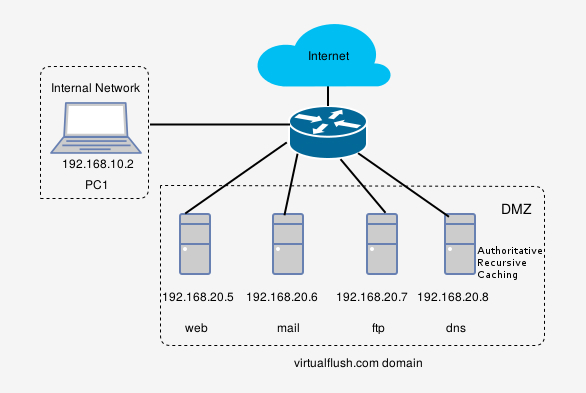 Internet
Internal Network
192.168.10.2
PC1
DMZ
Authoritative
Recursive
Caching
192.168.20.5
192.168.20.6
192.168.20.7
192.168.20.8
web
mail
ftp
dns
virtualflush.com domain